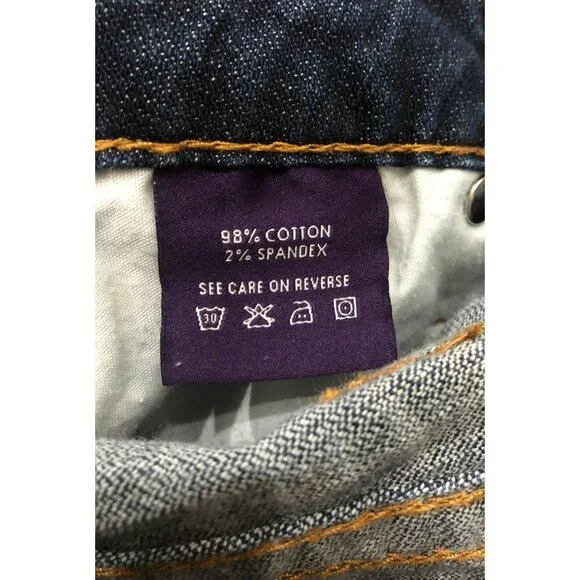 98% COTTON
2% SPANDEX
SEE CARE ON REVERSE
30